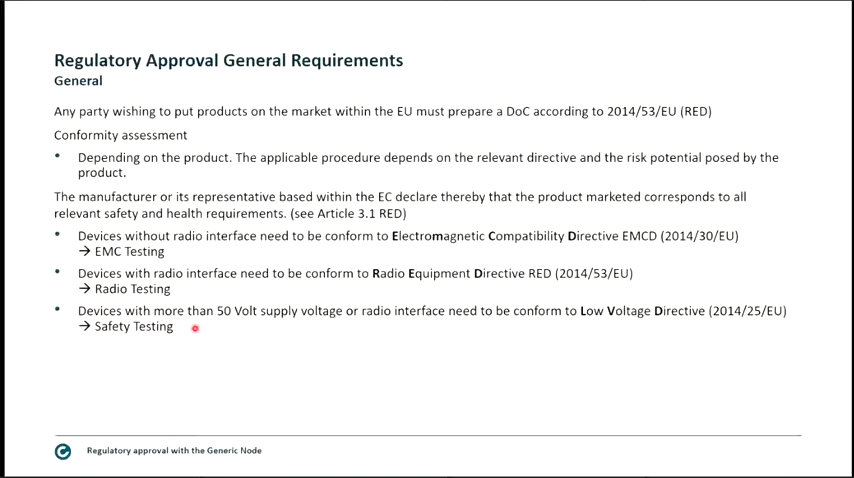 Regulatory Approval General Requirements
General
Any party wishing to put products on the market within the EU must prepare a DoC according to 2014/53/EU (RED)
Conformity assessment
• Depending on the product. The applicable procedure depends on the relevant directive and the risk potential posed by the
product.
The manufacturer or its representative based within the EC declare thereby that the product marketed corresponds to all
relevant safety and health requirements. (see Article 3.1 RED)
• Devices without radio interface need to be conform to Electromagnetic Compatibility Directive EMCD (2014/30/EU)
→ EMC Testing
• Devices with radio interface need to be conform to Radio Equipment Directive RED (2014/53/EU)
→ Radio Testing
• Devices with more than 50 Volt supply voltage or radio interface need to be conform to Low Voltage Directive (2014/25/EU)
→ Safety Testing
Regulatory approval with the Generic Node